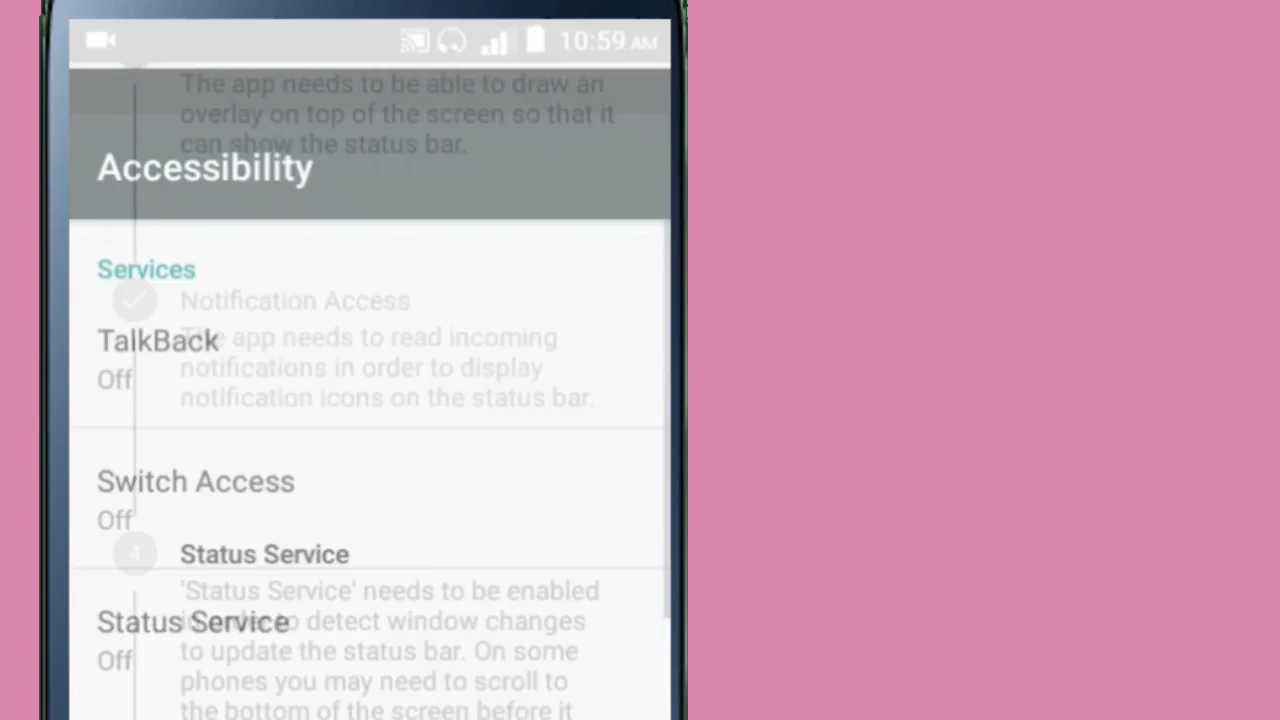 10:59 AM
The app needs to be able to draw an
overlay on top of the screen so that it
can show the status bar.
Accessibility
Services
Notification Access
TalkBack
The app needs to read incoming
Off
notifications in order to display
notification icons on the status bar.
Switch Access
Off
4
Status Service
'Status Service' needs to be enabled
Status Service
in order to detect window changes
Off
to update the status bar. On some
phones you may need to scroll to
the bottom of the screen before it